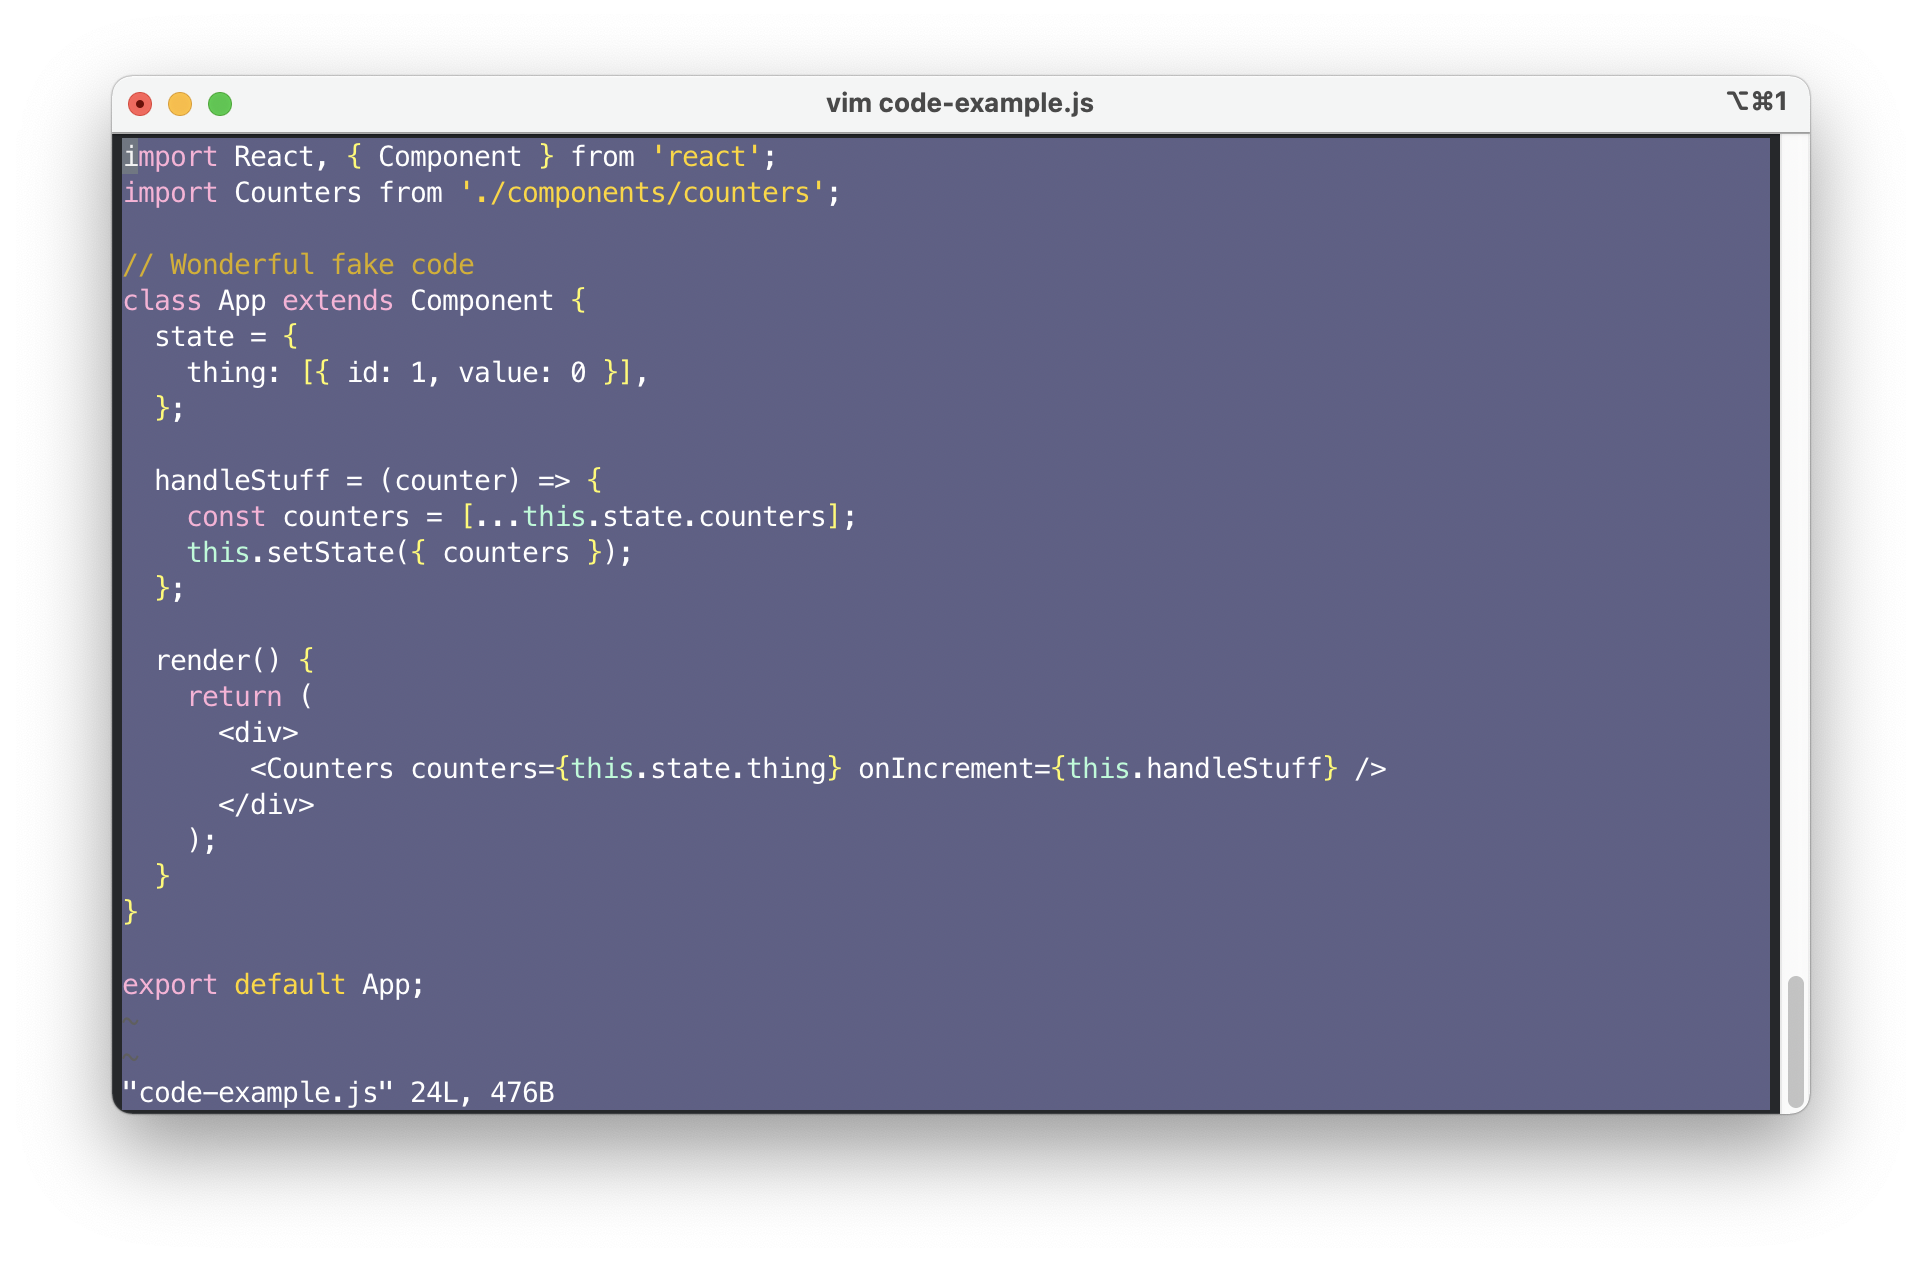 vim code-example.js
⌥⌘1
import React, { Component } from 'react';
import Counters from './components/counters';

// Wonderful fake code
class App extends Component {
  state = {
    thing: [{ id: 1, value: 0 }],
  };

  handleStuff = (counter) => {
    const counters = [...this.state.counters];
    this.setState({ counters });
  };

  render() {
    return (
      <div>
        <Counters counters={this.state.thing} onIncrement={this.handleStuff} />
      </div>
    );
  }
}

export default App;
~
~
"code-example.js" 24L, 476B